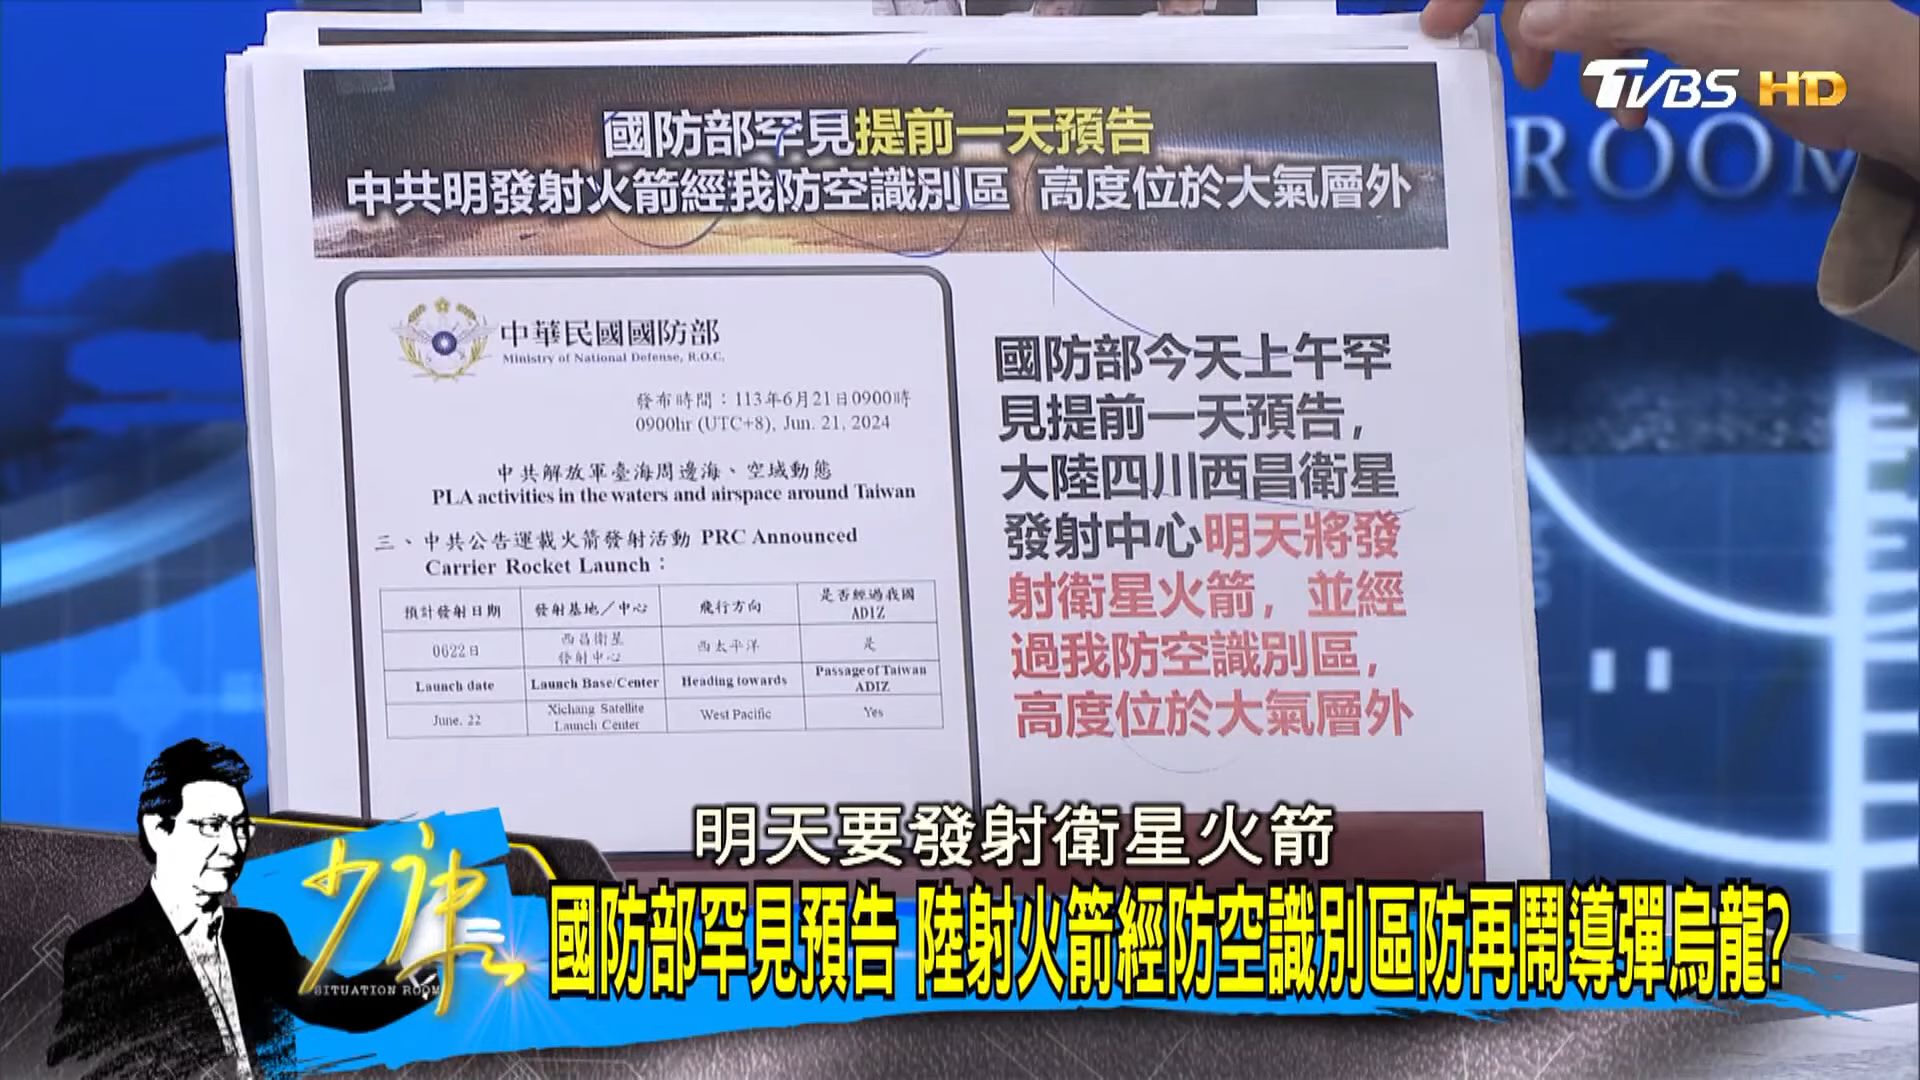 TVBS HD
ROOM
國防部罕見提前一天預告
中共明發射火箭經我防空識別區 高度位於大氣層外
中華民國國防部
Ministry of National Defense, R.O.C.
發布時間：113年6月21日0900時
0900hr (UTC+8), Jun. 21, 2024
中共解放軍臺海周邊海、空域動態
PLA activities in the waters and airspace around Taiwan
三、中共公告運載火箭發射活動 PRC Announced
Carrier Rocket Launch：
預計發射日期 發射基地／中心 飛行方向 是否經過我國
ADIZ
0622日 西昌衛星
發射中心 西太平洋 是
Launch date Launch Base/Center Heading towards Passage of Taiwan
ADIZ
June. 22 Xichang Satellite
Launch Center West Pacific Yes
國防部今天上午罕
見提前一天預告，
大陸四川西昌衛星
發射中心明天將發
射衛星火箭，並經
過我防空識別區，
高度位於大氣層外
明天要發射衛星火箭
少康
SITUATION ROOM
國防部罕見預告 陸射火箭經防空識別區防再鬧導彈烏龍?